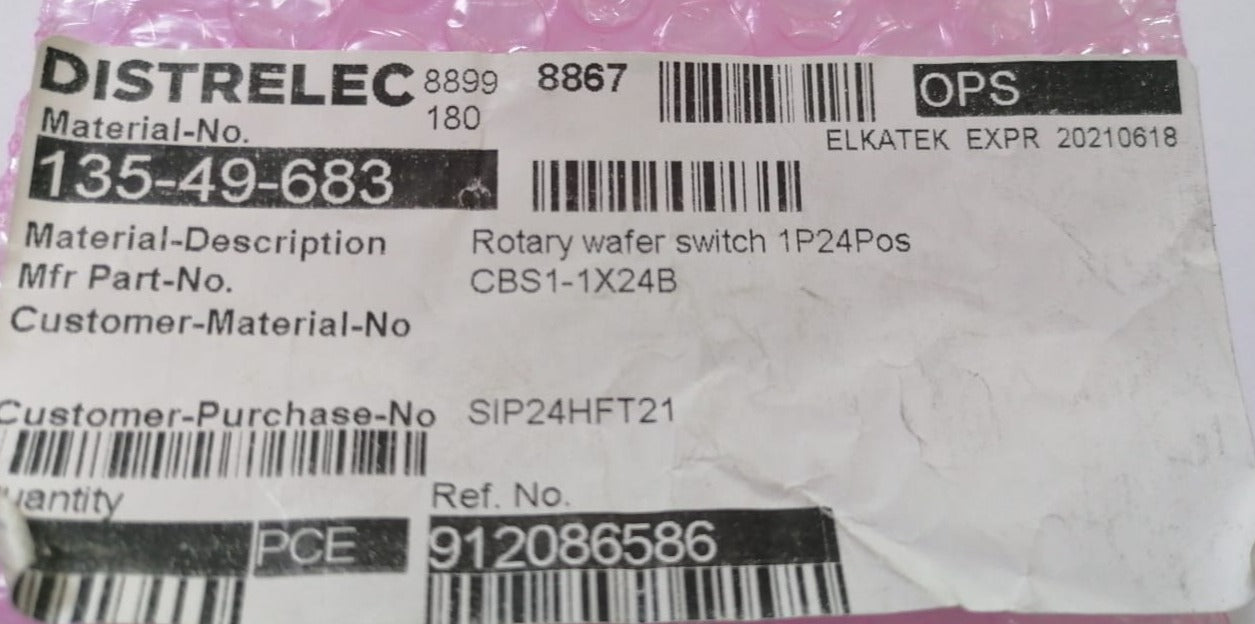 DISTRELEC 8899 8867 OPS
180
Material-No. ELKATEK EXPR 20210618
135-49-683
Material-Description Rotary wafer switch 1P24Pos
Mfr Part-No. CBS1-1X24B
Customer-Material-No
Customer-Purchase-No SIP24HFT21
uantity Ref. No.
PCE 912086586